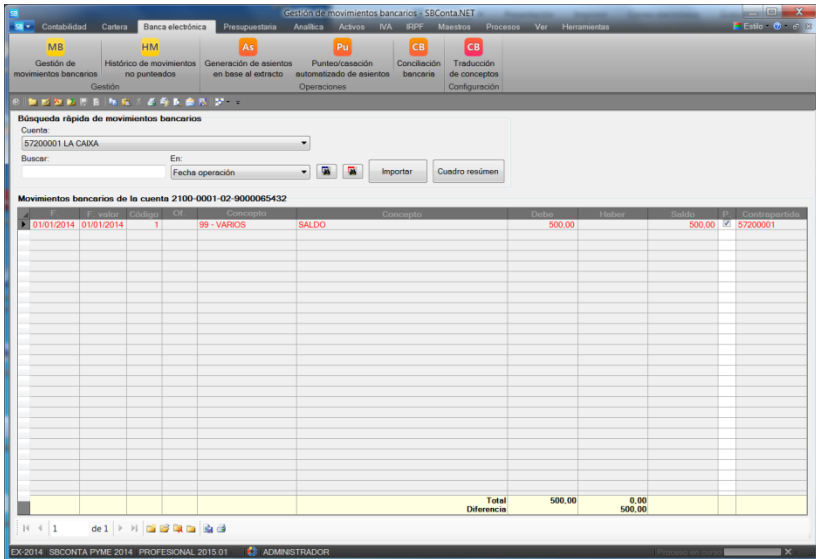 Gestión de movimientos bancarios - SBConta.NET
SB Contabilidad Cartera Banca electrónica Presupuestaria Analítica Activos IVA IRPF Maestros Procesos Ver Herramientas Estilo
MB HM As Pu CB CB
Gestión de movimientos bancarios
Histórico de movimientos no punteados
Generación de asientos en base al extracto
Punteo/casación automatizado de asientos
Conciliación bancaria
Traducción de conceptos
Gestión Operaciones Configuración
Búsqueda rápida de movimientos bancarios
Cuenta:
57200001 LA CAIXA
Buscar: En:
Fecha operación Importar Cuadro resúmen
Movimientos bancarios de la cuenta 2100-0001-02-9000065432
F. F. valor Código Of. Concepto Concepto Debe Haber Saldo P. Contrapartida
01/01/2014 01/01/2014 1 99 - VARIOS SALDO 500,00 500,00 57200001
Total 500,00 0,00
Diferencia 500,00
1 de 1
EX-2014 SBCONTA PYME 2014 PROFESIONAL 2015.01 ADMINISTRADOR Proceso en curso